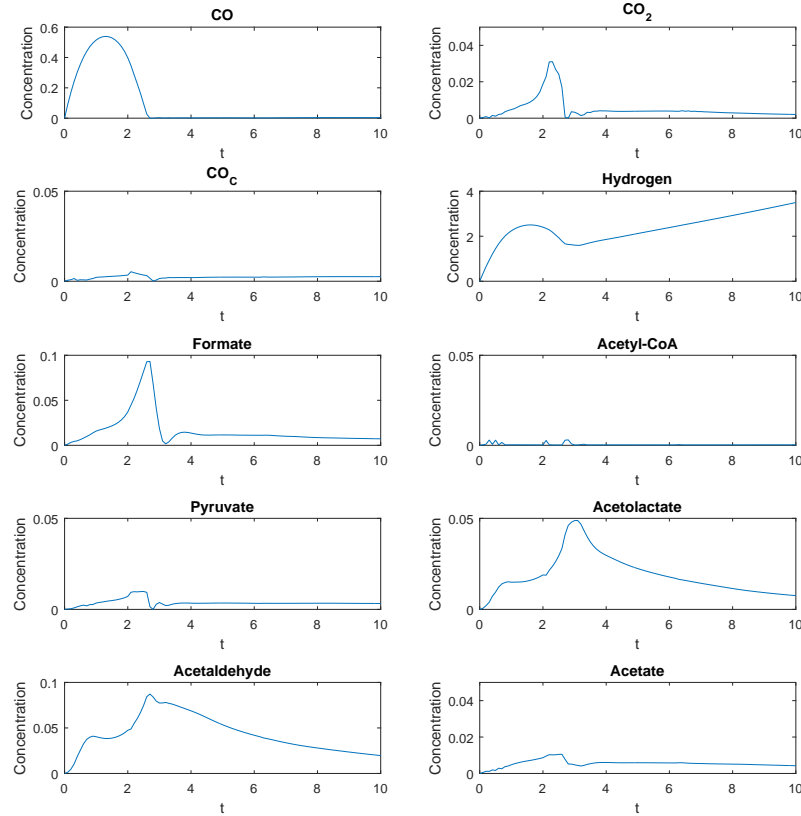 CO
Concentration
0.6
0.4
0.2
0
0 2 4 6 8 10
t
CO2
Concentration
0.04
0.02
0
0 2 4 6 8 10
t
COC
Concentration
0.05
0
0 2 4 6 8 10
t
Hydrogen
Concentration
4
2
0
0 2 4 6 8 10
t
Formate
Concentration
0.1
0.05
0
0 2 4 6 8 10
t
Acetyl-CoA
Concentration
0.05
0
0 2 4 6 8 10
t
Pyruvate
Concentration
0.05
0
0 2 4 6 8 10
t
Acetolactate
Concentration
0.05
0
0 2 4 6 8 10
t
Acetaldehyde
Concentration
0.1
0.05
0
0 2 4 6 8 10
t
Acetate
Concentration
0.04
0.02
0
0 2 4 6 8 10
t